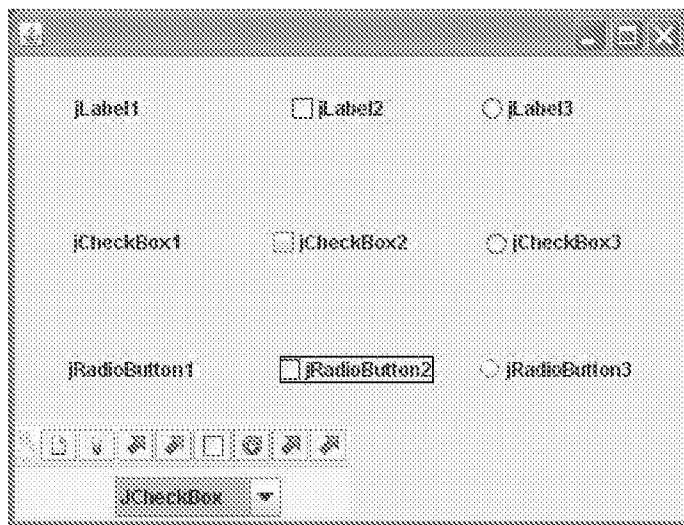 jLabel1 jLabel2 jLabel3
jCheckBox1 jCheckBox2 jCheckBox3
jRadioButton1 jRadioButton2 jRadioButton3
JCheckBox